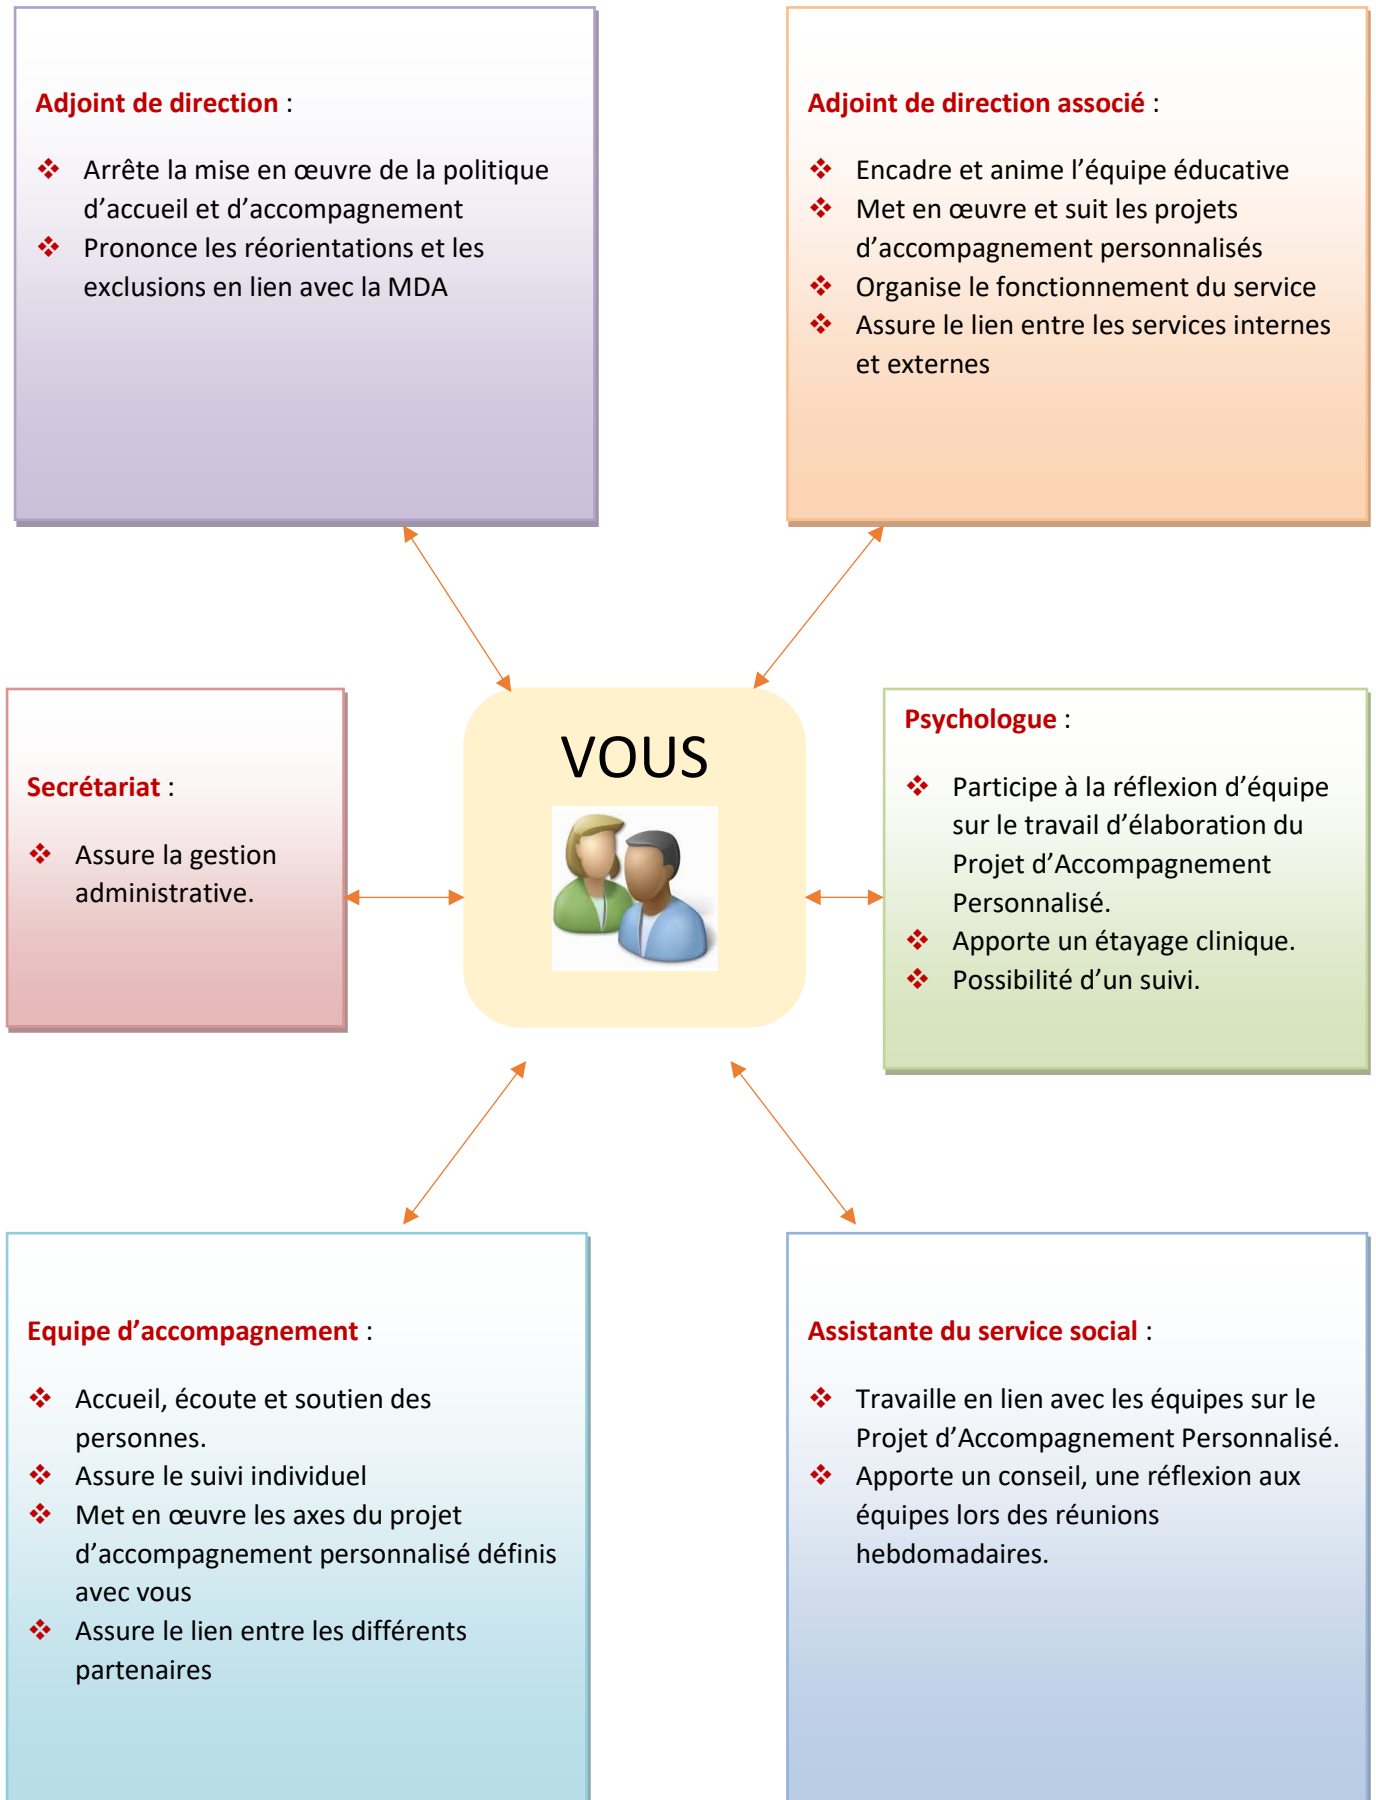 Adjoint de direction :
❖ Arrête la mise en œuvre de la politique
d’accueil et d’accompagnement
❖ Prononce les réorientations et les
exclusions en lien avec la MDA
Adjoint de direction associé :
❖ Encadre et anime l’équipe éducative
❖ Met en œuvre et suit les projets
d’accompagnement personnalisés
❖ Organise le fonctionnement du service
❖ Assure le lien entre les services internes
et externes
Secrétariat :
❖ Assure la gestion
administrative.
VOUS
Psychologue :
❖ Participe à la réflexion d’équipe
sur le travail d’élaboration du
Projet d’Accompagnement
Personnalisé.
❖ Apporte un étayage clinique.
❖ Possibilité d’un suivi.
Equipe d’accompagnement :
❖ Accueil, écoute et soutien des
personnes.
❖ Assure le suivi individuel
❖ Met en œuvre les axes du projet
d’accompagnement personnalisé définis
avec vous
❖ Assure le lien entre les différents
partenaires
Assistante du service social :
❖ Travaille en lien avec les équipes sur le
Projet d’Accompagnement Personnalisé.
❖ Apporte un conseil, une réflexion aux
équipes lors des réunions
hebdomadaires.